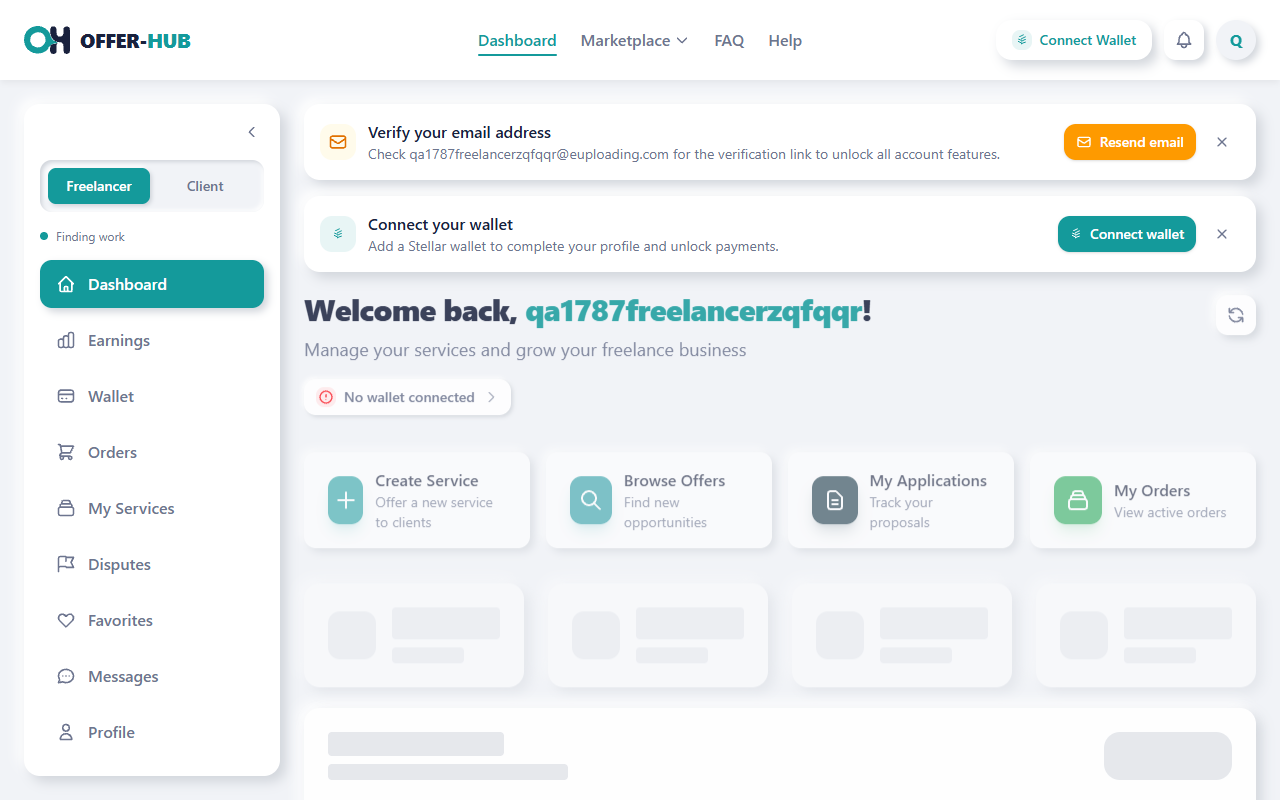 OFFER-HUB
Dashboard
Marketplace
FAQ
Help
Connect Wallet
Q
Freelancer
Client
Finding work
Dashboard
Earnings
Wallet
Orders
My Services
Disputes
Favorites
Messages
Profile
Verify your email address
Check qa1787freelancerzqfqqr@euploading.com for the verification link to unlock all account features.
Resend email
Connect your wallet
Add a Stellar wallet to complete your profile and unlock payments.
Connect wallet
Welcome back, qa1787freelancerzqfqqr!
Manage your services and grow your freelance business
No wallet connected
Create Service
Offer a new service
to clients
Browse Offers
Find new
opportunities
My Applications
Track your
proposals
My Orders
View active orders